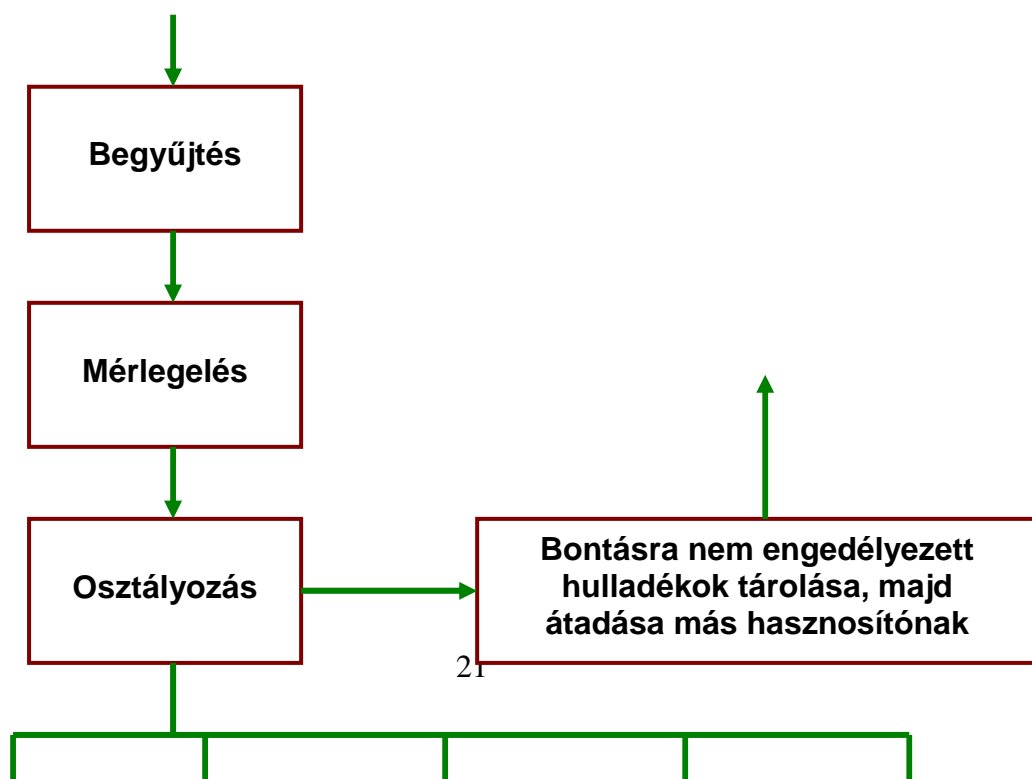 Begyűjtés
Mérlegelés
Osztályozás
Bontásra nem engedélyezett
hulladékok tárolása, majd
átadása más hasznosítónak
21